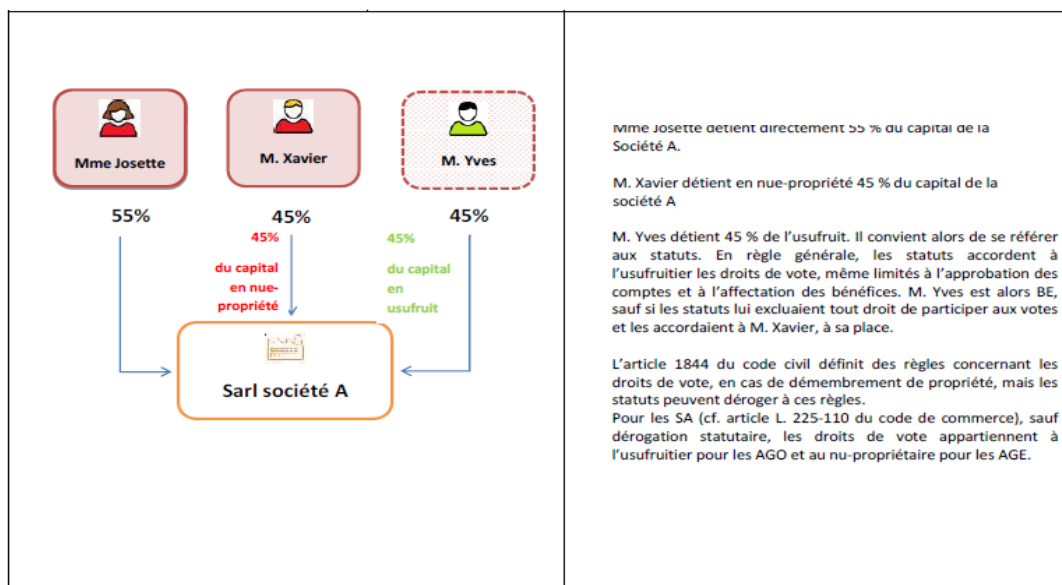 Mme Josette
M. Xavier
M. Yves
55%
45%
45%
45%
du capital
en nue-
propriété
45%
du capital
en
usufruit
Sarl société A
Mme Josette détient directement 55 % du capital de la
Société A.
M. Xavier détient en nue-propriété 45 % du capital de la
société A
M. Yves détient 45 % de l’usufruit. Il convient alors de se référer
aux statuts. En règle générale, les statuts accordent à
l’usufruitier les droits de vote, même limités à l’approbation des
comptes et à l’affectation des bénéfices. M. Yves est alors BE,
sauf si les statuts lui excluaient tout droit de participer aux votes
et les accordaient à M. Xavier, à sa place.
L’article 1844 du code civil définit des règles concernant les
droits de vote, en cas de démembrement de propriété, mais les
statuts peuvent déroger à ces règles.
Pour les SA (cf. article L. 225-110 du code de commerce), sauf
dérogation statutaire, les droits de vote appartiennent à
l’usufruitier pour les AGO et au nu-propriétaire pour les AGE.